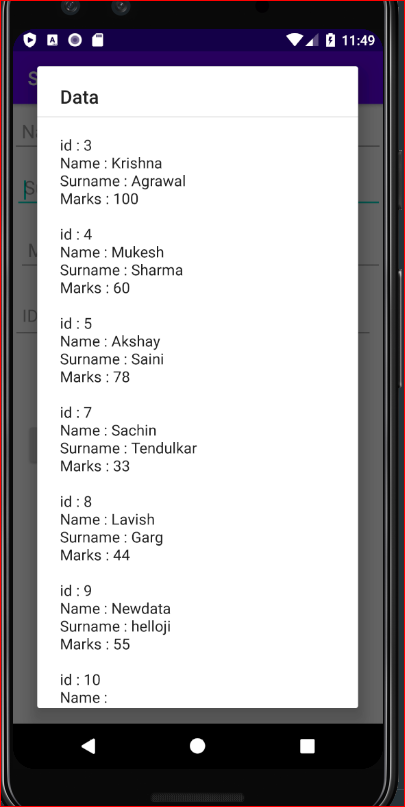 11:49
S
Data
Na
id : 3
Name : Krishna
Surname : Agrawal
Marks : 100
id : 4
Name : Mukesh
Surname : Sharma
Marks : 60
ID
id : 5
Name : Akshay
Surname : Saini
Marks : 78
id : 7
Name : Sachin
Surname : Tendulkar
Marks : 33
id : 8
Name : Lavish
Surname : Garg
Marks : 44
id : 9
Name : Newdata
Surname : helloji
Marks : 55
id : 10
Name :